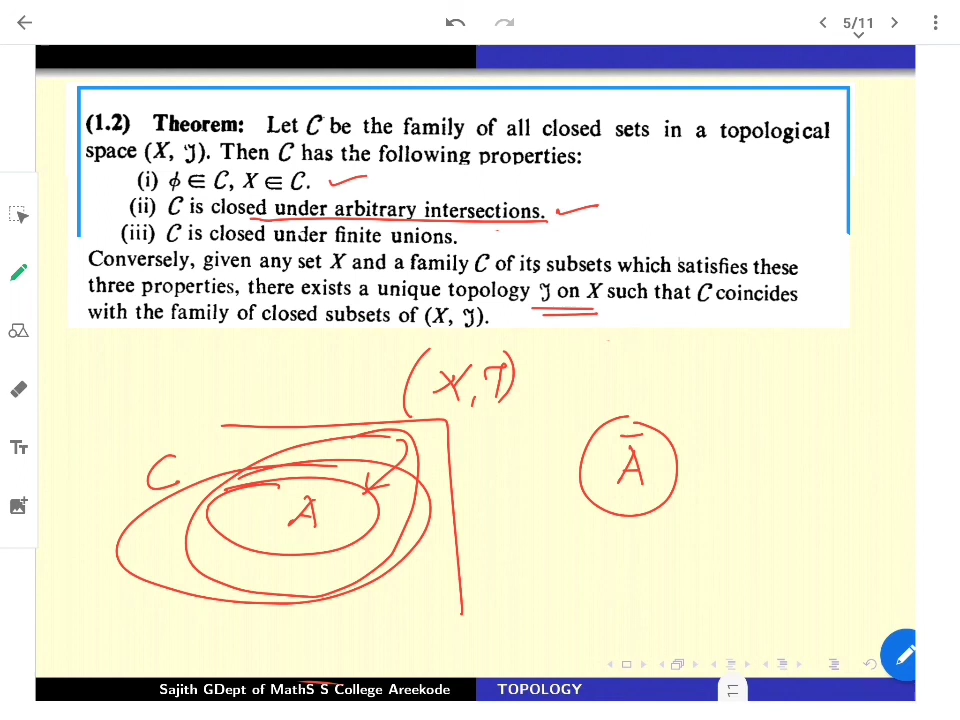 5/11
(1.2) Theorem: Let C be the family of all closed sets in a topological
space (X, ℑ). Then C has the following properties:
(i) ϕ ∈ C, X ∈ C.
(ii) C is closed under arbitrary intersections.
(iii) C is closed under finite unions.
Conversely, given any set X and a family C of its subsets which satisfies these
three properties, there exists a unique topology ℑ on X such that C coincides
with the family of closed subsets of (X, ℑ).
(X, ℑ)
C
A
Ā
Tт
Sajith GDept of MathS S College Areekode
TOPOLOGY
11